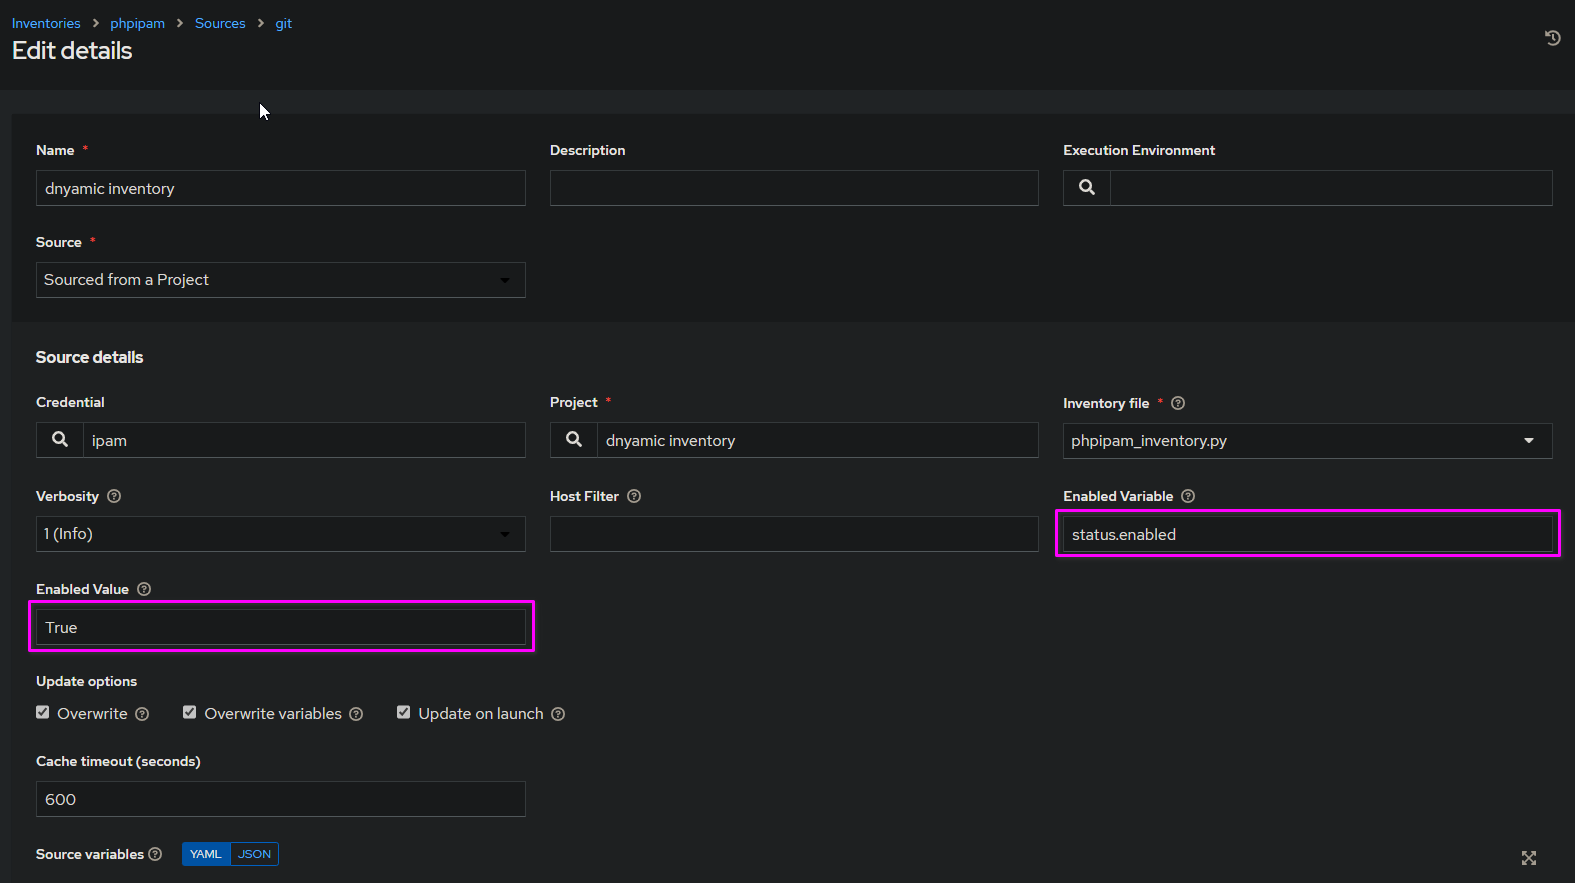 Inventories > phpipam > Sources > git
Edit details
Name * Description Execution Environment
dnyamic inventory
Source *
Sourced from a Project
Source details
Credential Project * Inventory file *
ipam dnyamic inventory phpipam_inventory.py
Verbosity Host Filter Enabled Variable
1 (Info) status.enabled
Enabled Value
True
Update options
Overwrite Overwrite variables Update on launch
Cache timeout (seconds)
600
Source variables YAML JSON